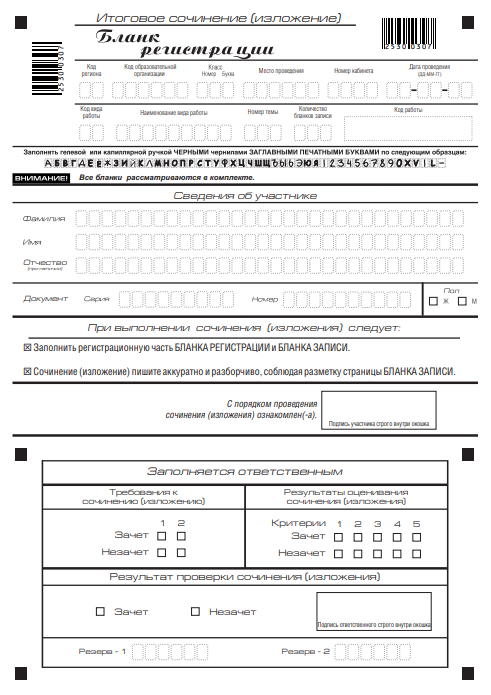 Итоговое сочинение (изложение)
2530 0307
2530 0307
Бланк
регистрации
Код региона
Код образовательной организации
Класс
Номер Буква
Место проведения
Номер кабинета
Дата проведения (ДД-ММ-ГГ)
Код вида работы
Наименование вида работы
Номер темы
Количество бланков записи
Код работы
Заполнять гелевой или капиллярной ручкой ЧЕРНЫМИ чернилами ЗАГЛАВНЫМИ ПЕЧАТНЫМИ БУКВАМИ по следующим образцам:
АБВГДЕЁЖЗИЙКЛМНОПРСТУФХЦЧШЩЪЫЬЭЮЯ1234567890XVIL-
ВНИМАНИЕ! Все бланки рассматриваются в комплекте.
Сведения об участнике
Фамилия
Имя
Отчество
(при наличии)
Документ Серия Номер
Пол
Ж М
При выполнении сочинения (изложения) следует:
☒ Заполнить регистрационную часть БЛАНКА РЕГИСТРАЦИИ и БЛАНКА ЗАПИСИ.
☒ Сочинение (изложение) пишите аккуратно и разборчиво, соблюдая разметку страницы БЛАНКА ЗАПИСИ.
С порядком проведения
сочинения (изложения) ознакомлен(-а).
Подпись участника строго внутри окошка
Заполняется ответственным
Требования к
сочинению (изложению)
1 2
Зачет
Незачет
Результаты оценивания
сочинения (изложения)
Критерии 1 2 3 4 5
Зачет
Незачет
Результат проверки сочинения (изложения)
Зачет Незачет
Подпись ответственного строго внутри окошка
Резерв - 1 Резерв - 2